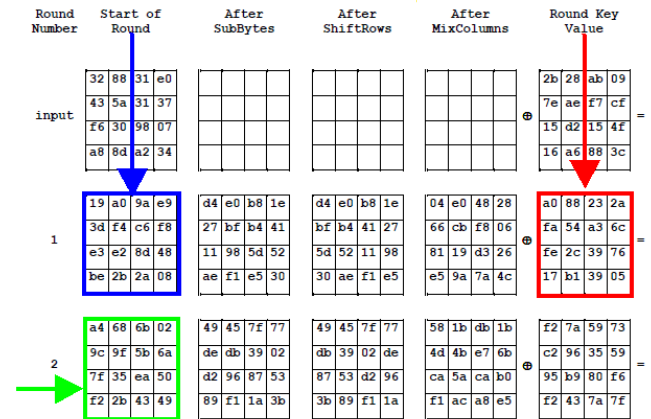 Round Start of After After After Round Key
Number Round SubBytes ShiftRows MixColumns Value
32 88 31 e0 2b 28 ab 09
43 5a 31 37 7e ae f7 cf
input ⊕ =
f6 30 98 07 15 d2 15 4f
a8 8d a2 34 16 a6 88 3c
19 a0 9a e9 d4 e0 b8 1e d4 e0 b8 1e 04 e0 48 28 a0 88 23 2a
3d f4 c6 f8 27 bf b4 41 bf b4 41 27 66 cb f8 06 fa 54 a3 6c
1 ⊕ =
e3 e2 8d 48 11 98 5d 52 5d 52 11 98 81 19 d3 26 fe 2c 39 76
be 2b 2a 08 ae f1 e5 30 30 ae f1 e5 e5 9a 7a 4c 17 b1 39 05
a4 68 6b 02 49 45 7f 77 49 45 7f 77 58 1b db 1b f2 7a 59 73
9c 9f 5b 6a de db 39 02 db 39 02 de 4d 4b e7 6b c2 96 35 59
2 ⊕ =
7f 35 ea 50 d2 96 87 53 87 53 d2 96 ca 5a ca b0 95 b9 80 f6
f2 2b 43 49 89 f1 1a 3b 3b 89 f1 1a f1 ac a8 e5 f2 43 7a 7f